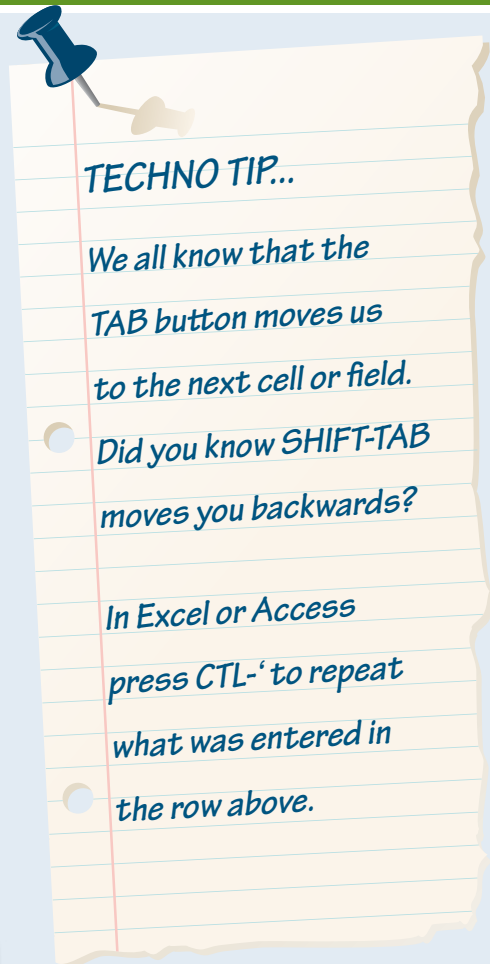 TECHNO TIP...
We all know that the
TAB button moves us
to the next cell or field.
Did you know SHIFT-TAB
moves you backwards?
In Excel or Access
press CTL-‘ to repeat
what was entered in
the row above.